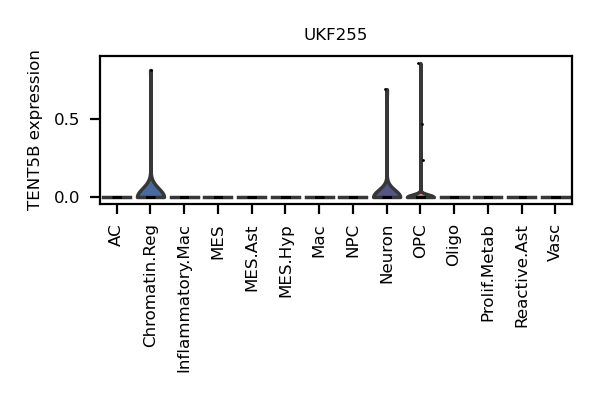 UKF255
TENT5B expression
0.5
0.0
AC
Chromatin.Reg
Inflammatory.Mac
MES
MES.Ast
MES.Hyp
Mac
NPC
Neuron
OPC
Oligo
Prolif.Metab
Reactive.Ast
Vasc